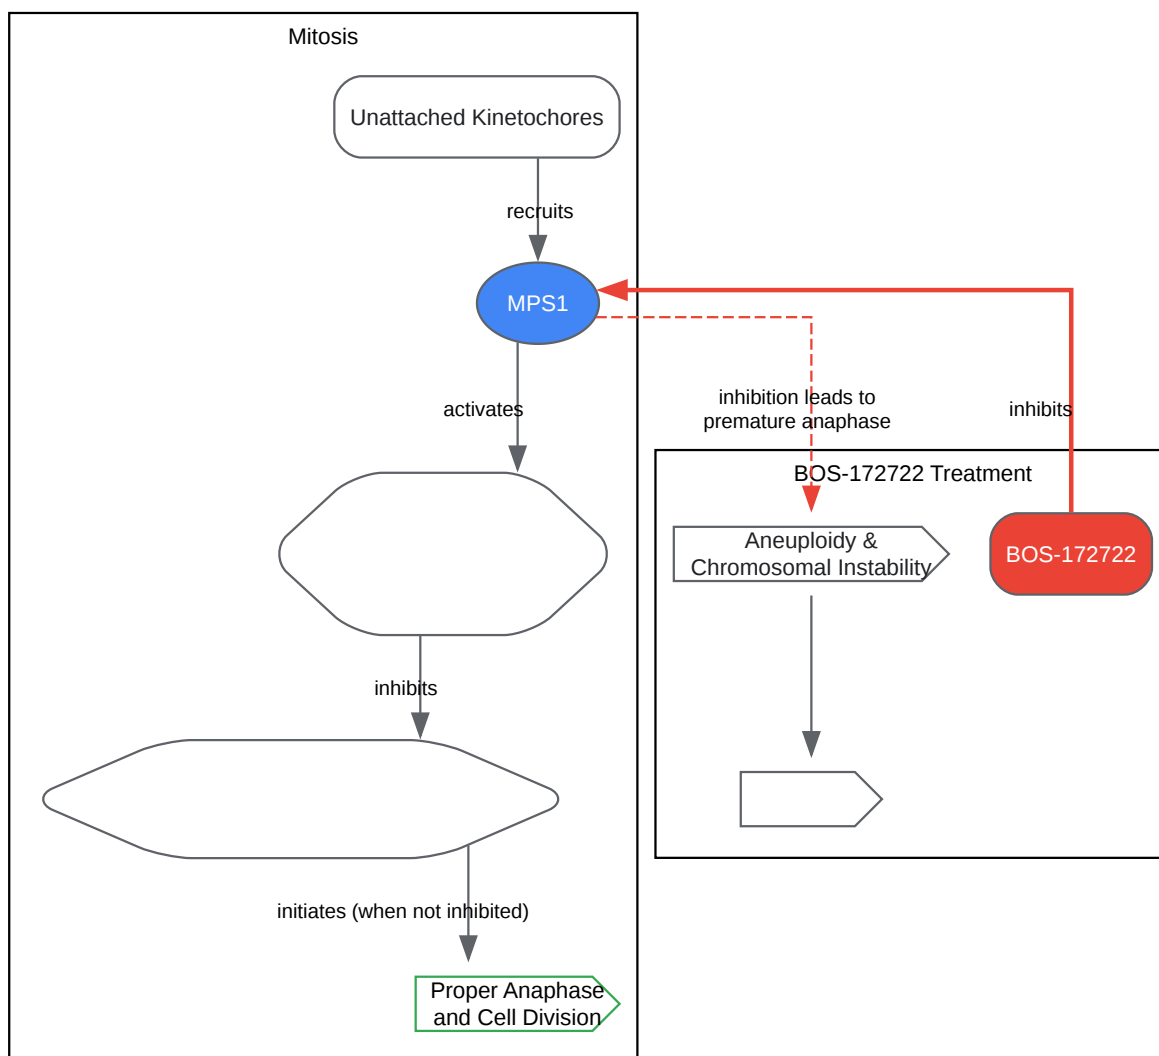 Mitosis
Unattached Kinetochores
recruits
MPS1
activates
inhibition leads to
premature anaphase
inhibits
BOS-172722 Treatment
Aneuploidy &
Chromosomal Instability
BOS-172722
inhibits
initiates (when not inhibited)
Proper Anaphase
and Cell Division